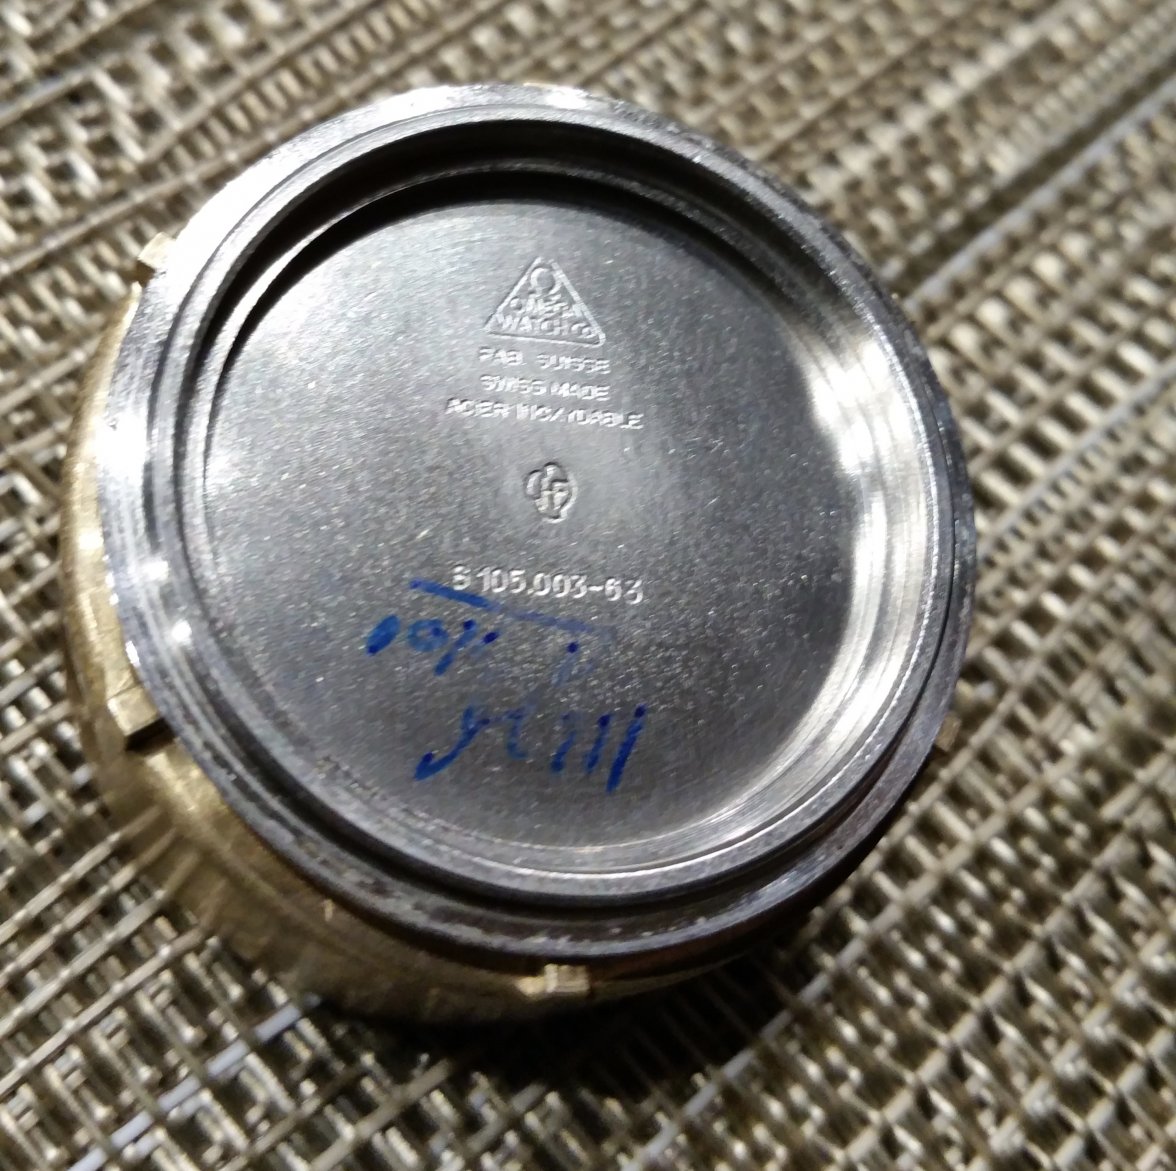 OMEGA
WATCH Co
FAB. SUISSE
SWISS MADE
ACIER INOXYDABLE
S 105.003-63